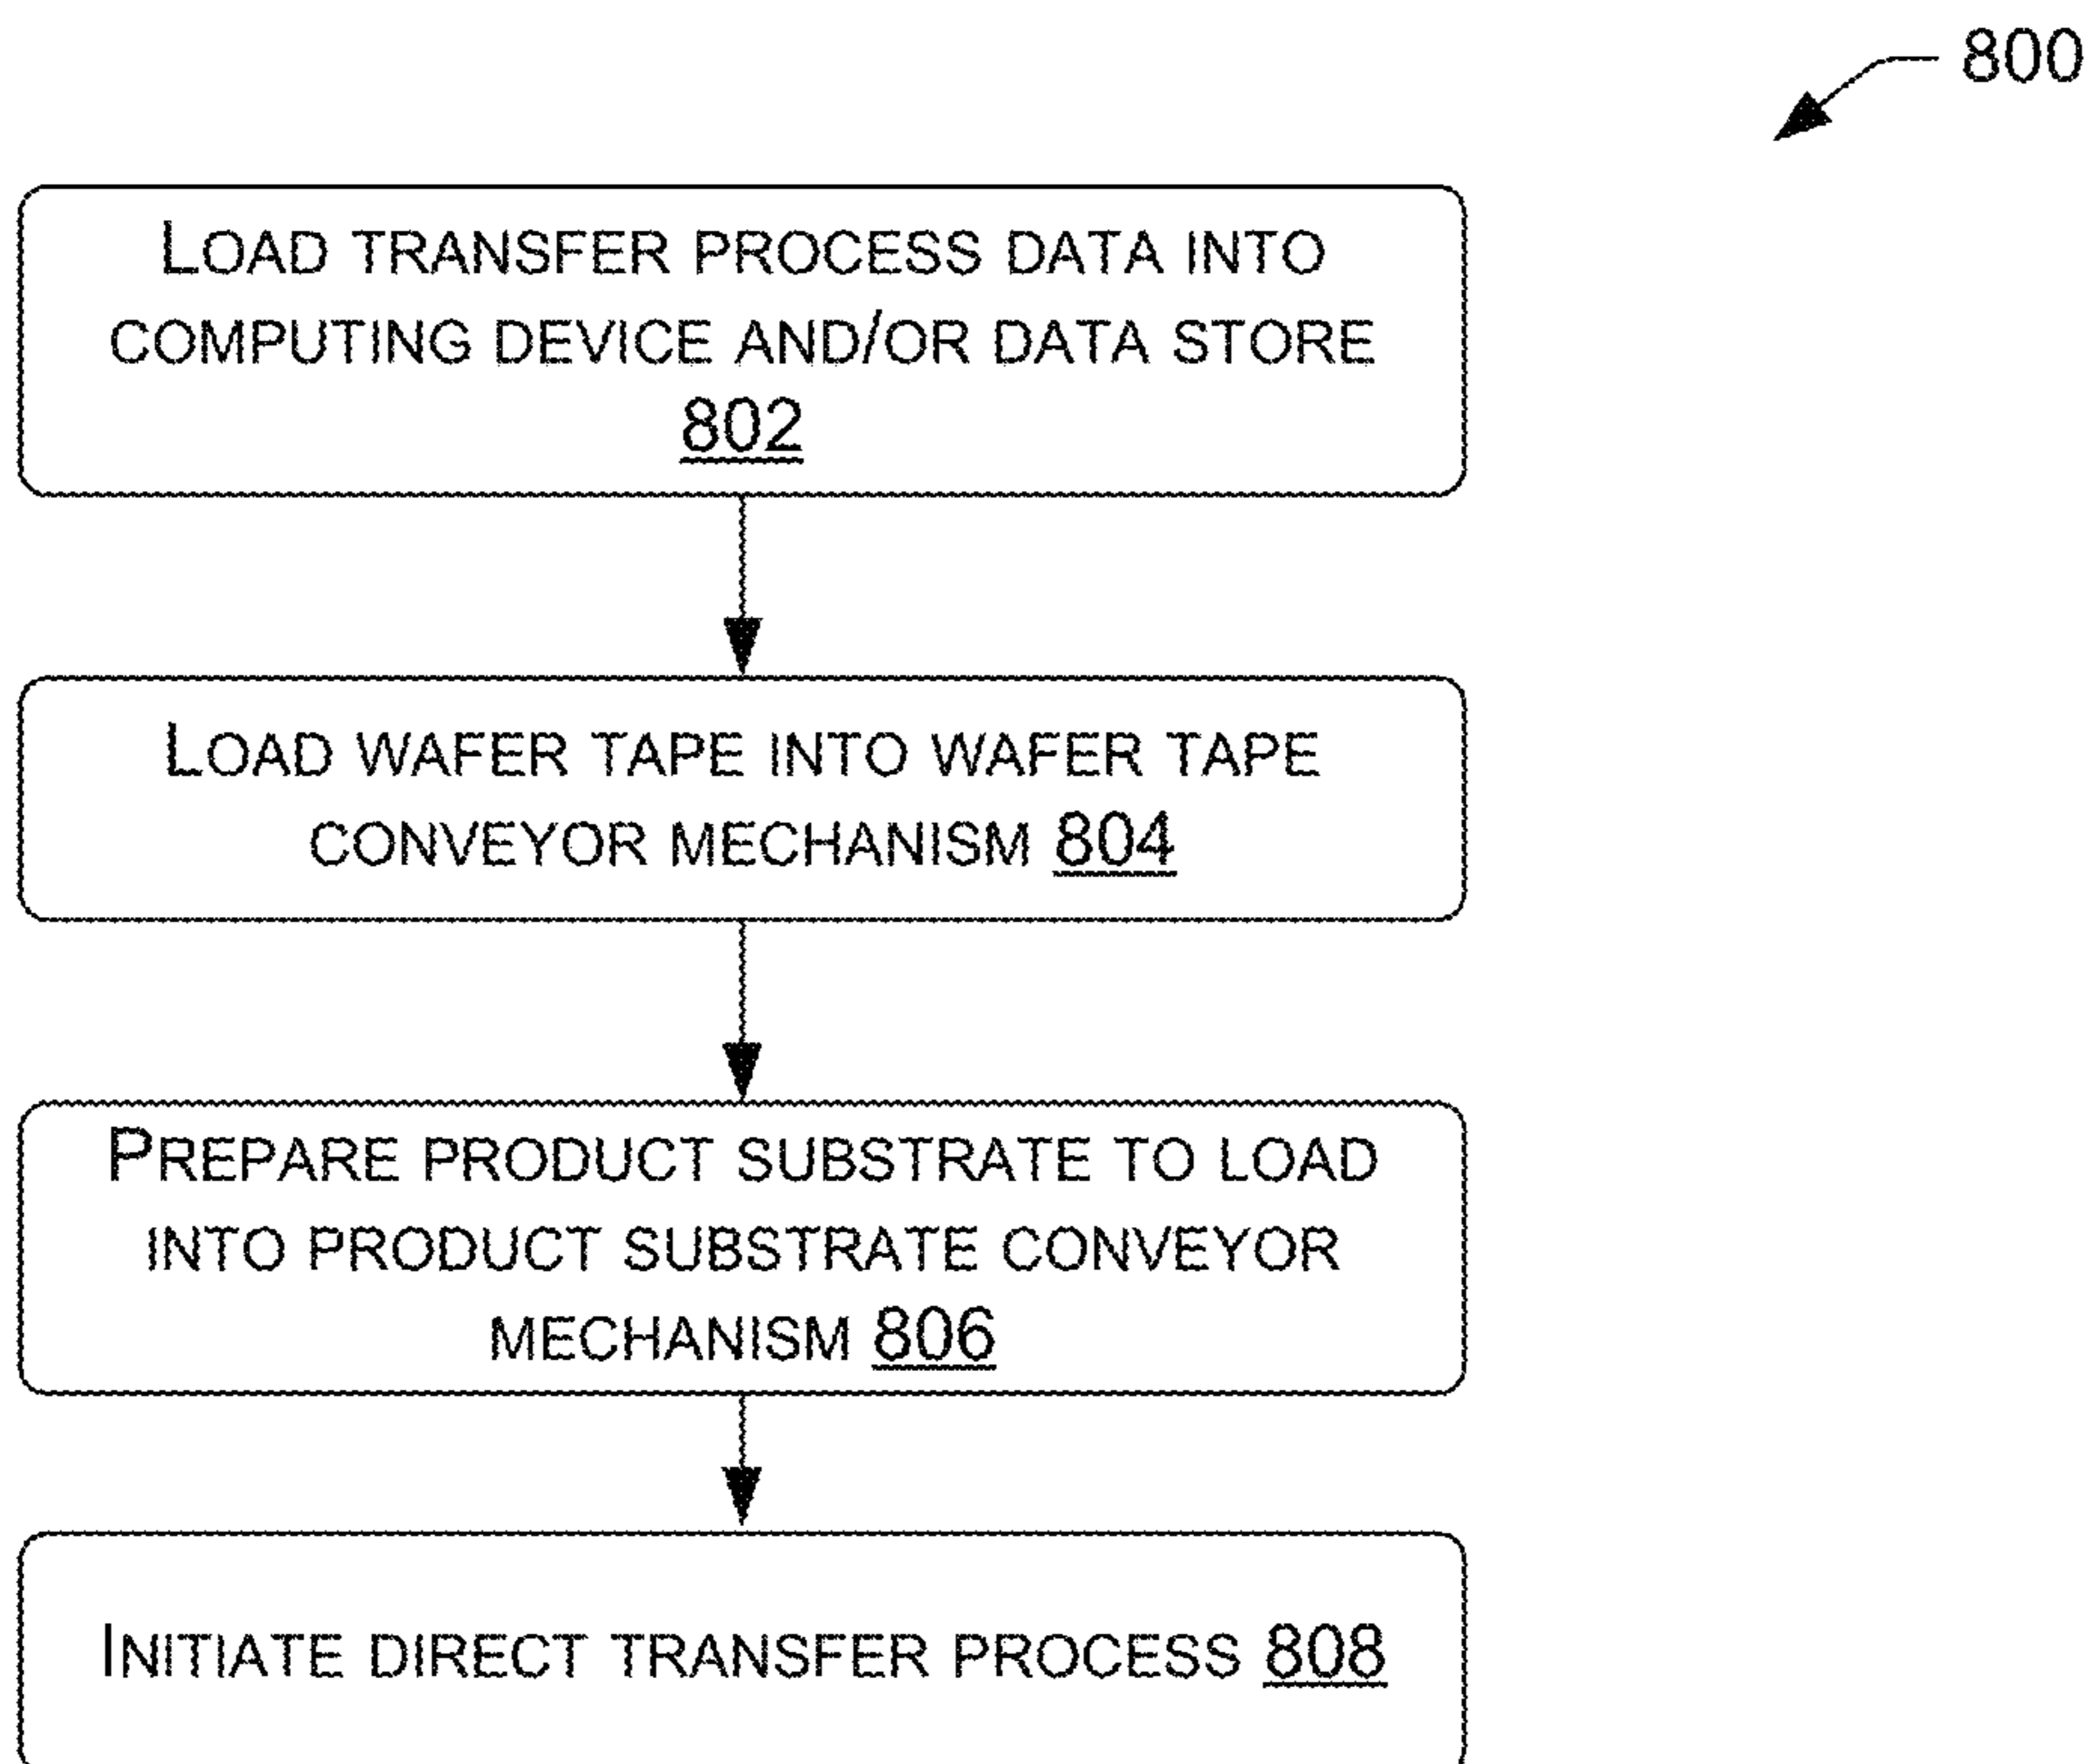 800
LOAD TRANSFER PROCESS DATA INTO
COMPUTING DEVICE AND/OR DATA STORE
802
LOAD WAFER TAPE INTO WAFER TAPE
CONVEYOR MECHANISM 804
PREPARE PRODUCT SUBSTRATE TO LOAD
INTO PRODUCT SUBSTRATE CONVEYOR
MECHANISM 806
INITIATE DIRECT TRANSFER PROCESS 808